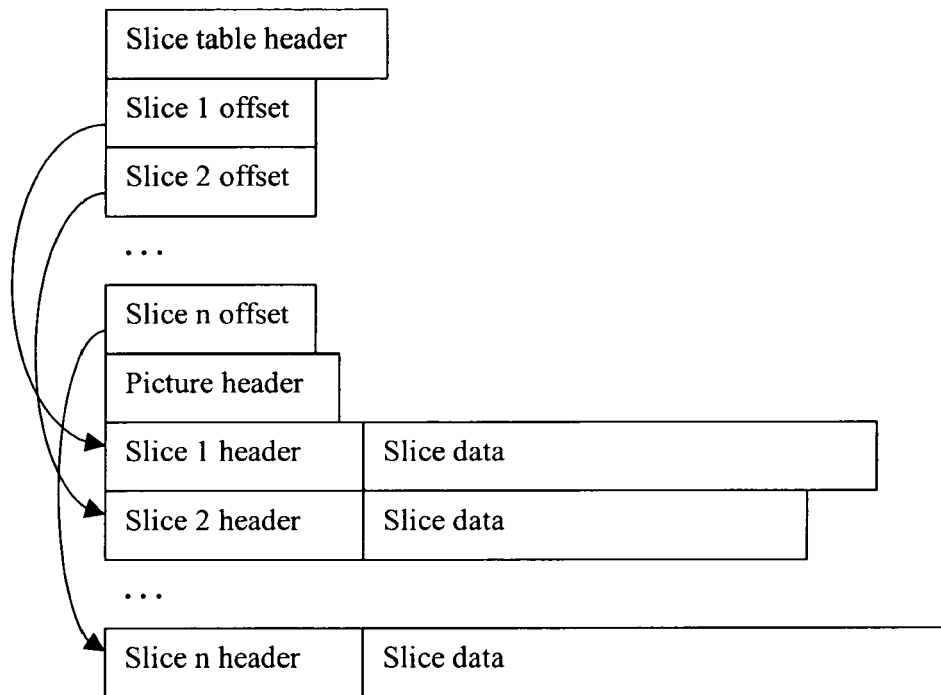 Slice table header
Slice 1 offset
Slice 2 offset
...
Slice n offset
Picture header
Slice 1 header Slice data
Slice 2 header Slice data
...
Slice n header Slice data